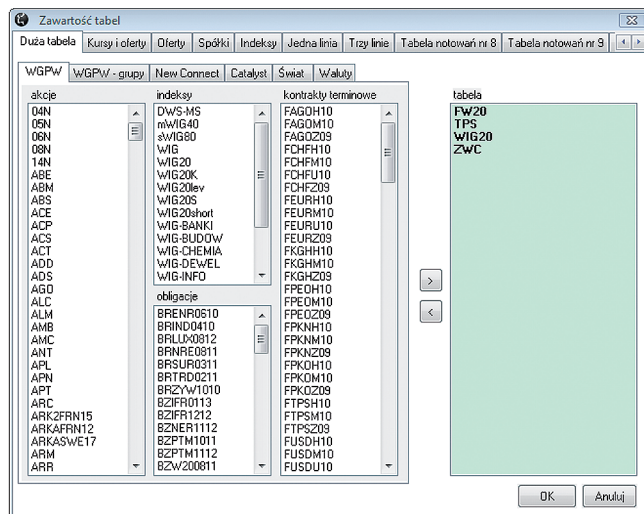 Zawartość tabel
Duża tabela Kursy i oferty Oferty Spółki Indeksy Jedna linia Trzy linie Tabela notowań nr 8 Tabela notowań nr 9
WGPW WGPW - grupy New Connect Catalyst Świat Waluty
akcje
04N
05N
06N
08N
14N
ABE
ABM
ABS
ACE
ACP
ACS
ACT
ADD
ADS
AGO
ALC
ALM
AMB
AMC
ANT
APL
APN
APT
ARC
ARK2FRN15
ARKAFRN12
ARKASWE17
ARM
ARR
indeksy
DWS-MS
mWIG40
sWIG80
WIG
WIG20
WIG20K
WIG20lev
WIG20S
WIG20short
WIG-BANKI
WIG-BUDOW
WIG-CHEMIA
WIG-DEWEL
WIG-INFO
obligacje
BRENR0610
BRIND0410
BRLUX0812
BRNRE0811
BRSUR0311
BRTRD0211
BRZYW1010
BZIFR0113
BZIFR1212
BZNER1112
BZPTM1011
BZPTM1112
BZW200811
kontrakty terminowe
FAGOH10
FAGOM10
FAGOZ09
FCHFH10
FCHFM10
FCHFU10
FCHFZ09
FEURH10
FEURM10
FEURU10
FEURZ09
FKGHH10
FKGHM10
FKGHZ09
FPEOH10
FPEOM10
FPEOZ09
FPKNH10
FPKNM10
FPKNZ09
FPKOH10
FPKOM10
FPKOZ09
FTPSH10
FTPSM10
FTPSZ09
FUSDH10
FUSDM10
FUSDU10
>
<
tabela
FW20
TPS
WIG20
ZWC
OK Anuluj